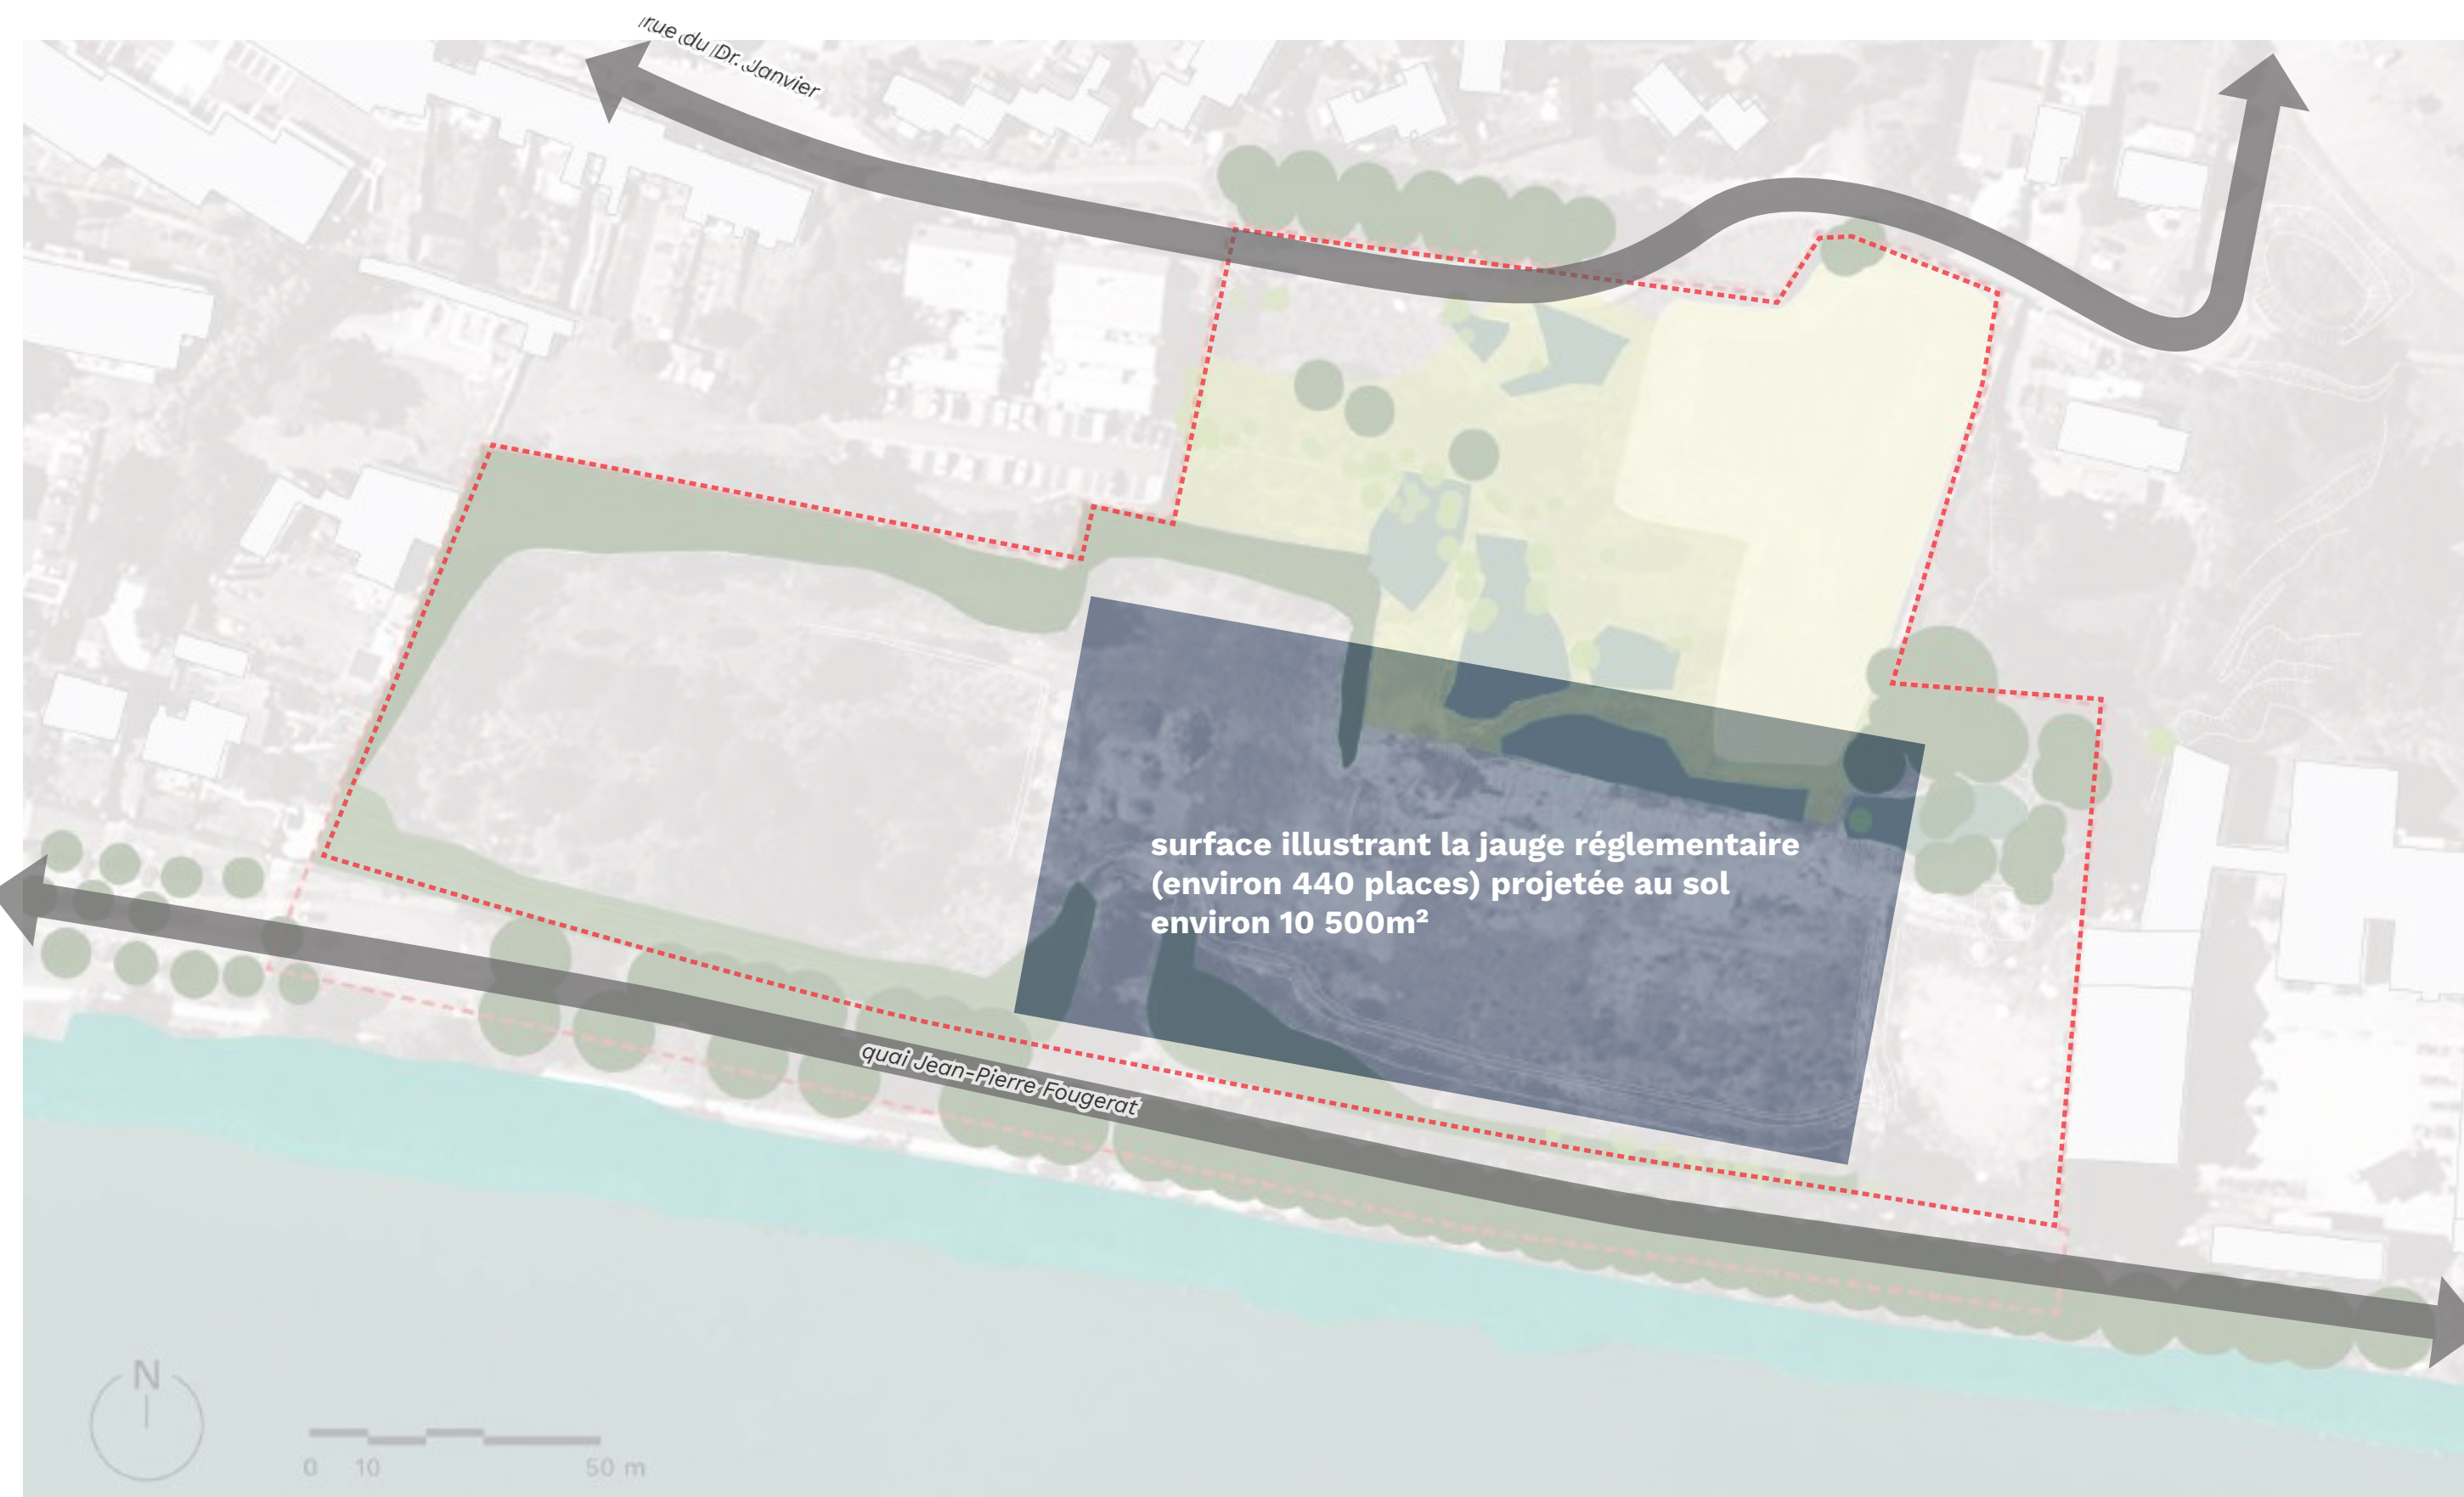 rue du Dr. Janvier
surface illustrant la jauge réglementaire
(environ 440 places) projetée au sol
environ 10 500m²
quai Jean-Pierre Fougerat
N
0 10 50 m